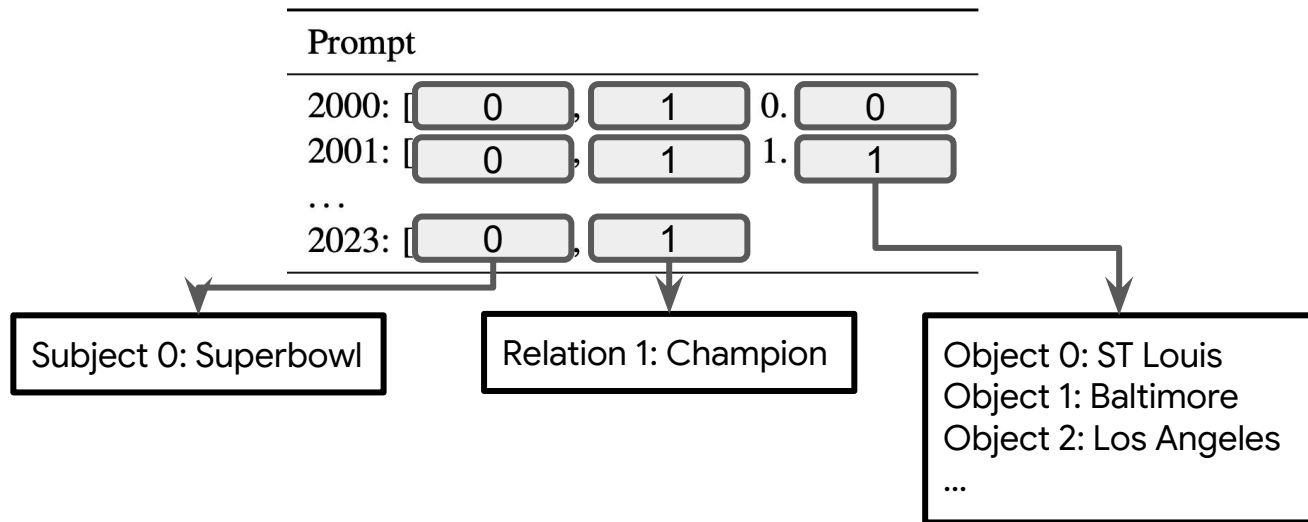 Prompt
2000: [ 0 , 1 0. 0
2001: [ 0 , 1 1. 1
...
2023: [ 0 , 1
Subject 0: Superbowl
Relation 1: Champion
Object 0: ST Louis
Object 1: Baltimore
Object 2: Los Angeles
...